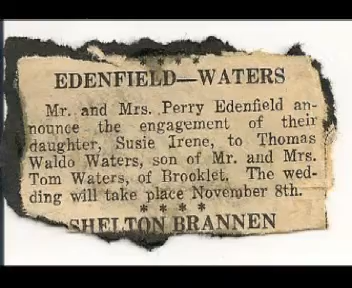 * * * *
EDENFIELD—WATERS
Mr. and Mrs. Perry Edenfield an-
nounce the engagement of their
daughter, Susie Irene, to Thomas
Waldo Waters, son of Mr. and Mrs.
Tom Waters, of Brooklet. The wed-
ding will take place November 8th.
* * * *
SHELTON BRANNEN